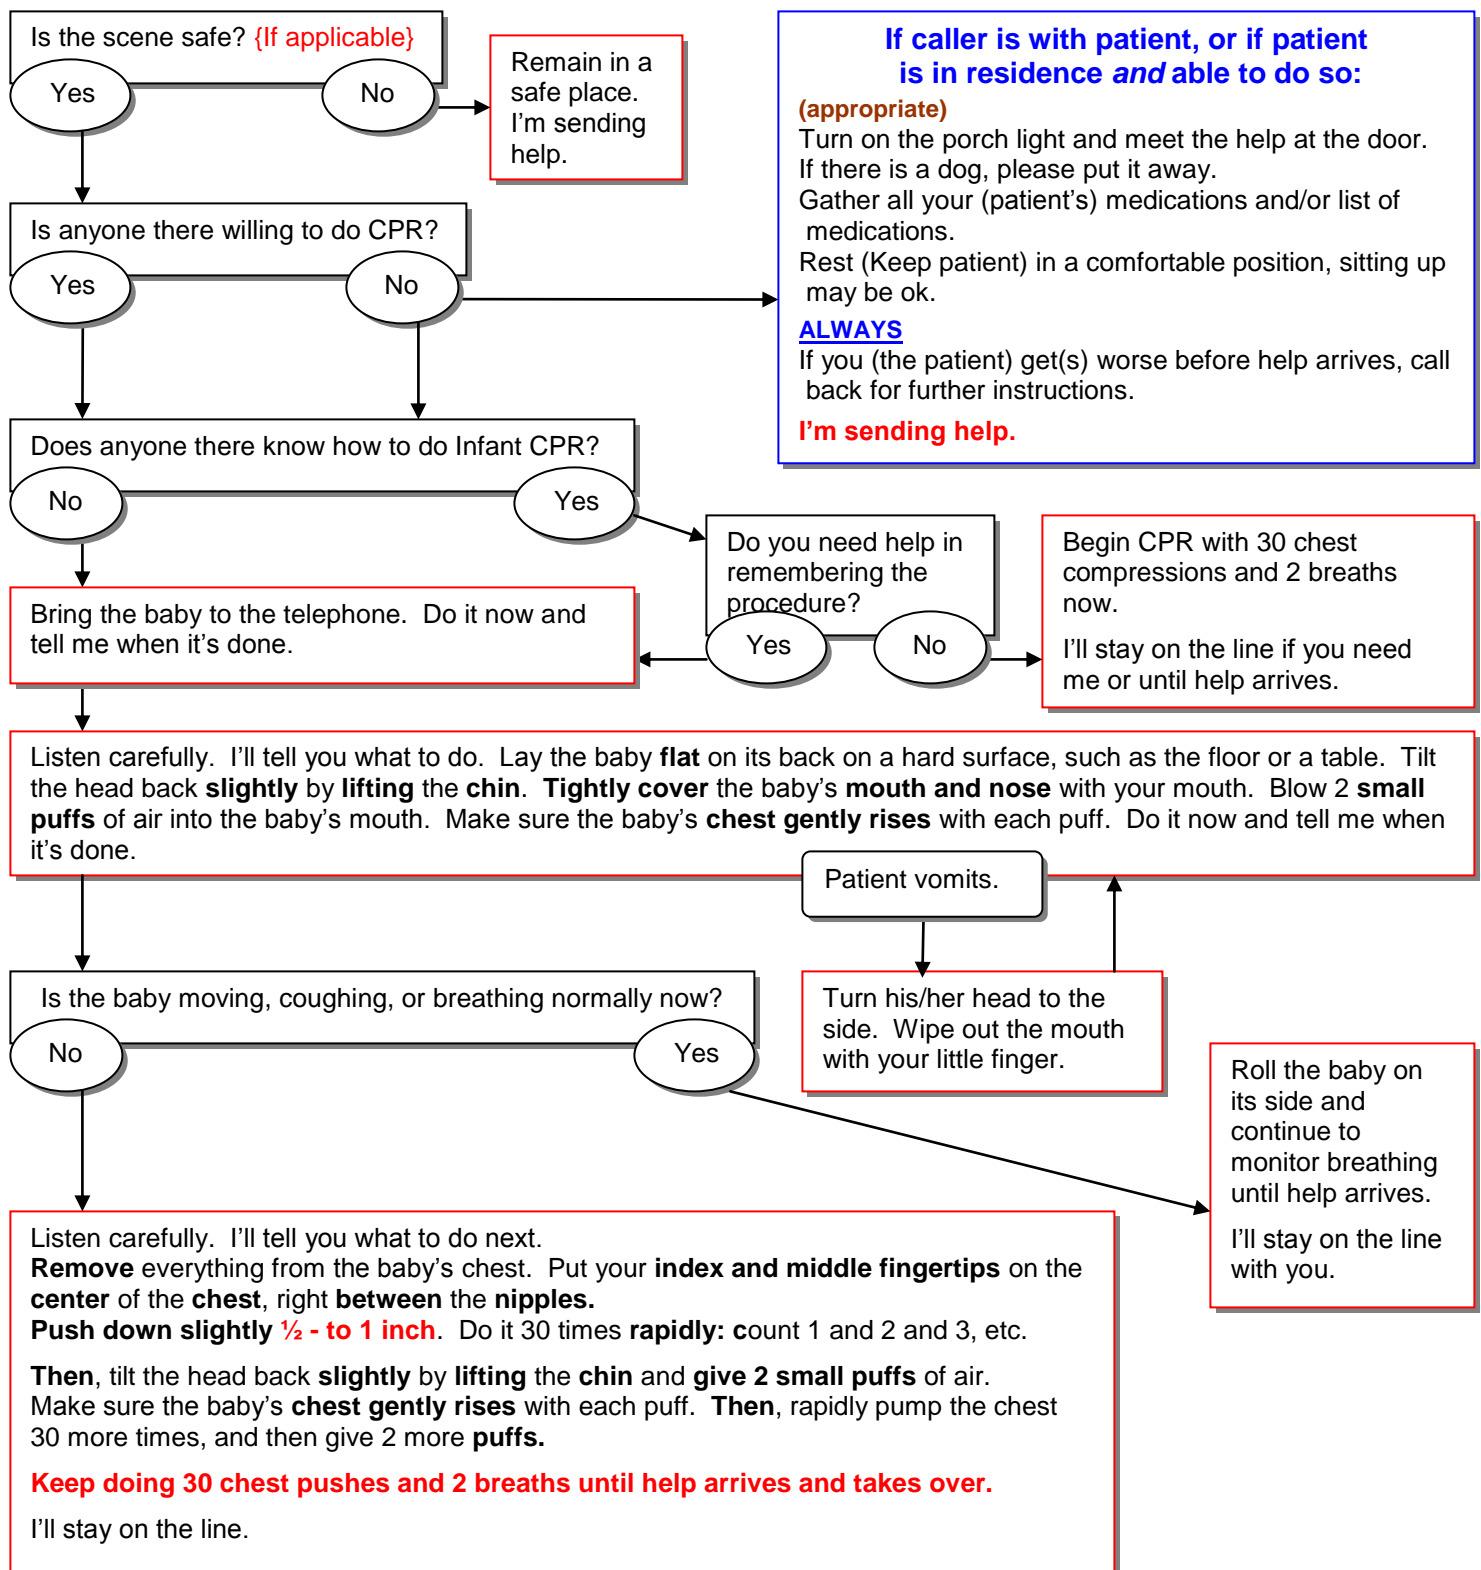 Is the scene safe? {If applicable}
Yes
No
Remain in a
safe place.
I'm sending
help.
If caller is with patient, or if patient
is in residence and able to do so:
(appropriate)
Turn on the porch light and meet the help at the door.
If there is a dog, please put it away.
Gather all your (patient's) medications and/or list of
medications.
Rest (Keep patient) in a comfortable position, sitting up
may be ok.
ALWAYS
If you (the patient) get(s) worse before help arrives, call
back for further instructions.
I'm sending help.
Is anyone there willing to do CPR?
Yes
No
Does anyone there know how to do Infant CPR?
No
Yes
Do you need help in
remembering the
procedure?
Yes
No
Begin CPR with 30 chest
compressions and 2 breaths
now.
I'll stay on the line if you need
me or until help arrives.
Bring the baby to the telephone. Do it now and
tell me when it's done.
Listen carefully. I'll tell you what to do. Lay the baby flat on its back on a hard surface, such as the floor or a table. Tilt
the head back slightly by lifting the chin. Tightly cover the baby's mouth and nose with your mouth. Blow 2 small
puffs of air into the baby's mouth. Make sure the baby's chest gently rises with each puff. Do it now and tell me when
it's done.
Patient vomits.
Turn his/her head to the
side. Wipe out the mouth
with your little finger.
Is the baby moving, coughing, or breathing normally now?
No
Yes
Roll the baby on
its side and
continue to
monitor breathing
until help arrives.
I'll stay on the line
with you.
Listen carefully. I'll tell you what to do next.
Remove everything from the baby's chest. Put your index and middle fingertips on the
center of the chest, right between the nipples.
Push down slightly ½ - to 1 inch. Do it 30 times rapidly: count 1 and 2 and 3, etc.
Then, tilt the head back slightly by lifting the chin and give 2 small puffs of air.
Make sure the baby's chest gently rises with each puff. Then, rapidly pump the chest
30 more times, and then give 2 more puffs.
Keep doing 30 chest pushes and 2 breaths until help arrives and takes over.
I'll stay on the line.